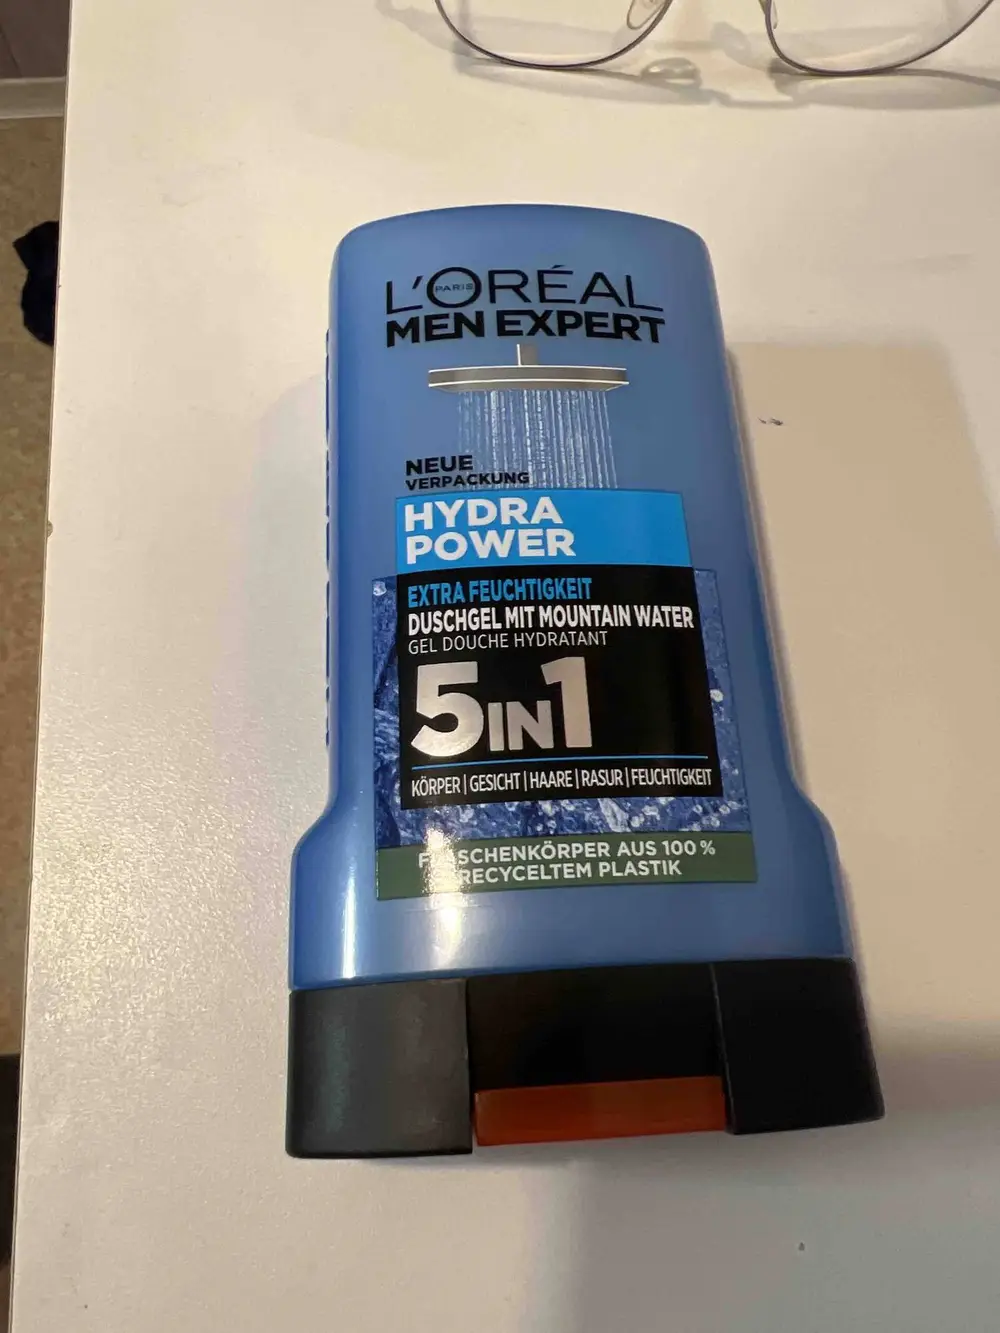 L'ORÉAL
PARIS
MEN EXPERT
NEUE
VERPACKUNG
HYDRA
POWER
EXTRA FEUCHTIGKEIT
DUSCHGEL MIT MOUNTAIN WATER
GEL DOUCHE HYDRATANT
5IN1
KÖRPER | GESICHT | HAARE | RASUR | FEUCHTIGKEIT
FLASCHENKÖRPER AUS 100 %
RECYCELTEM PLASTIK